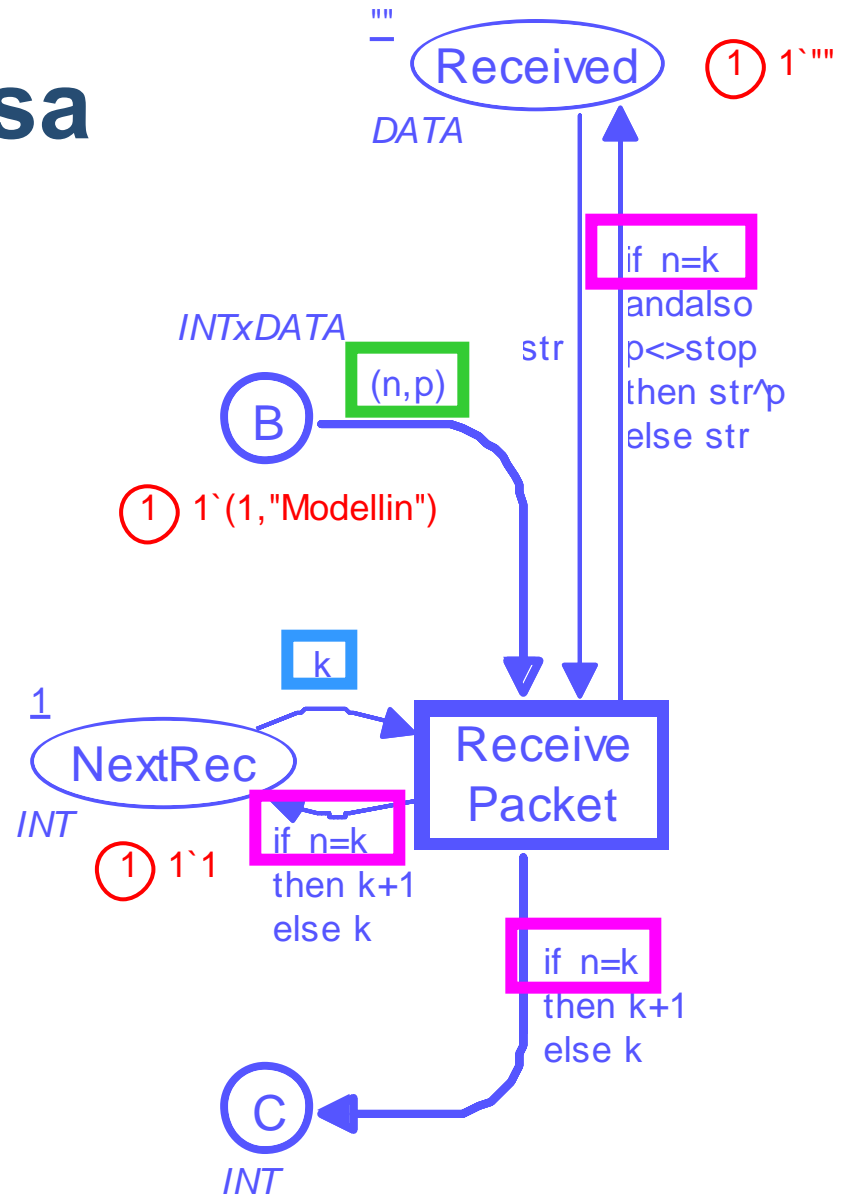 ""
Received
1 1`""
sa
DATA
if n=k
andalso
p<>stop
then str^p
else str
str
INTxDATA
(n,p)
B
1 1`(1,"Modellin")
k
1
NextRec
INT
1 1`1
Receive
Packet
if n=k
then k+1
else k
if n=k
then k+1
else k
C
INT